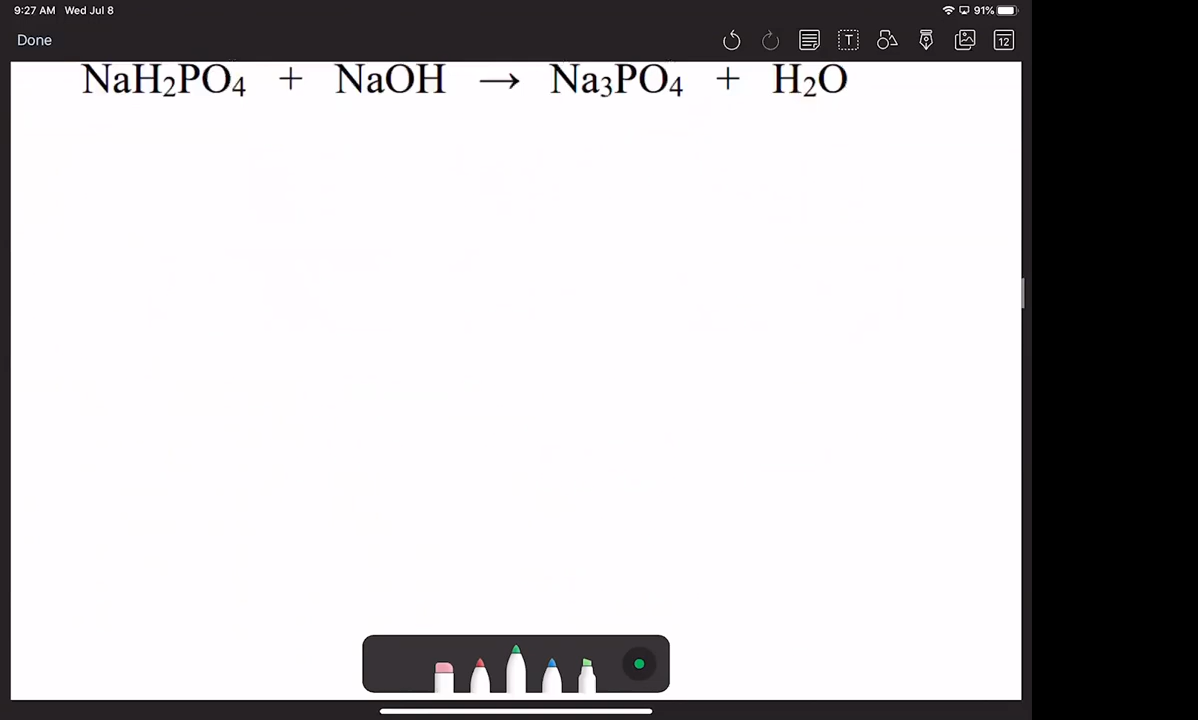 9:27 AM Wed Jul 8
91%
Done
T
12
NaH₂PO₄ + NaOH → Na₃PO₄ + H₂O